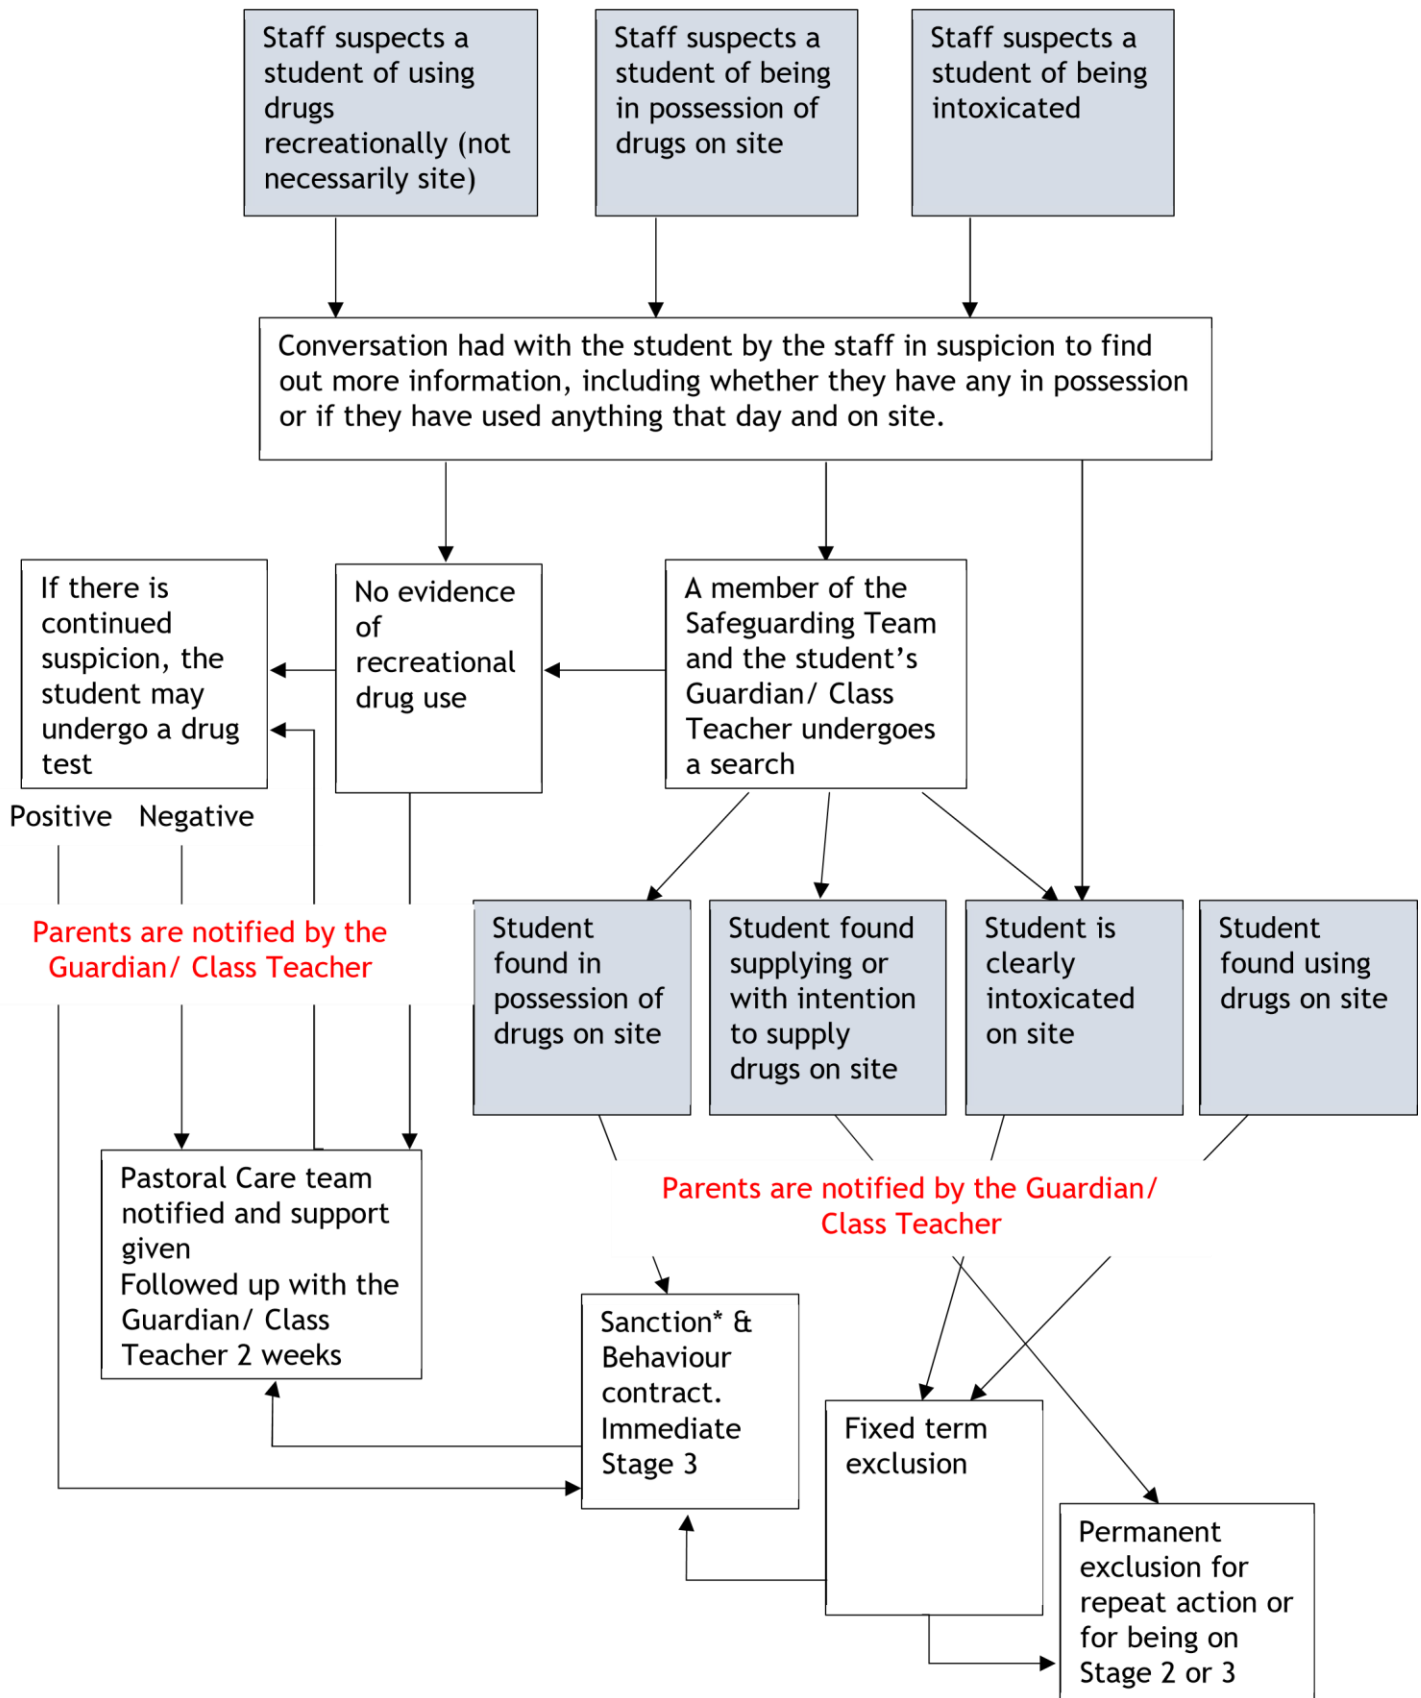 Staff suspects a
student of using
drugs
recreationally (not
necessarily site)
Staff suspects a
student of being
in possession of
drugs on site
Staff suspects a
student of being
intoxicated
Conversation had with the student by the staff in suspicion to find
out more information, including whether they have any in possession
or if they have used anything that day and on site.
If there is
continued
suspicion, the
student may
undergo a drug
test
No evidence
of
recreational
drug use
A member of the
Safeguarding Team
and the student’s
Guardian/ Class
Teacher undergoes
a search
Positive
Negative
Parents are notified by the
Guardian/ Class Teacher
Student
found in
possession of
drugs on site
Student found
supplying or
with intention
to supply
drugs on site
Student is
clearly
intoxicated
on site
Student
found using
drugs on site
Pastoral Care team
notified and support
given
Followed up with the
Guardian/ Class
Teacher 2 weeks
Parents are notified by the Guardian/
Class Teacher
Sanction* &
Behaviour
contract.
Immediate
Stage 3
Fixed term
exclusion
Permanent
exclusion for
repeat action or
for being on
Stage 2 or 3